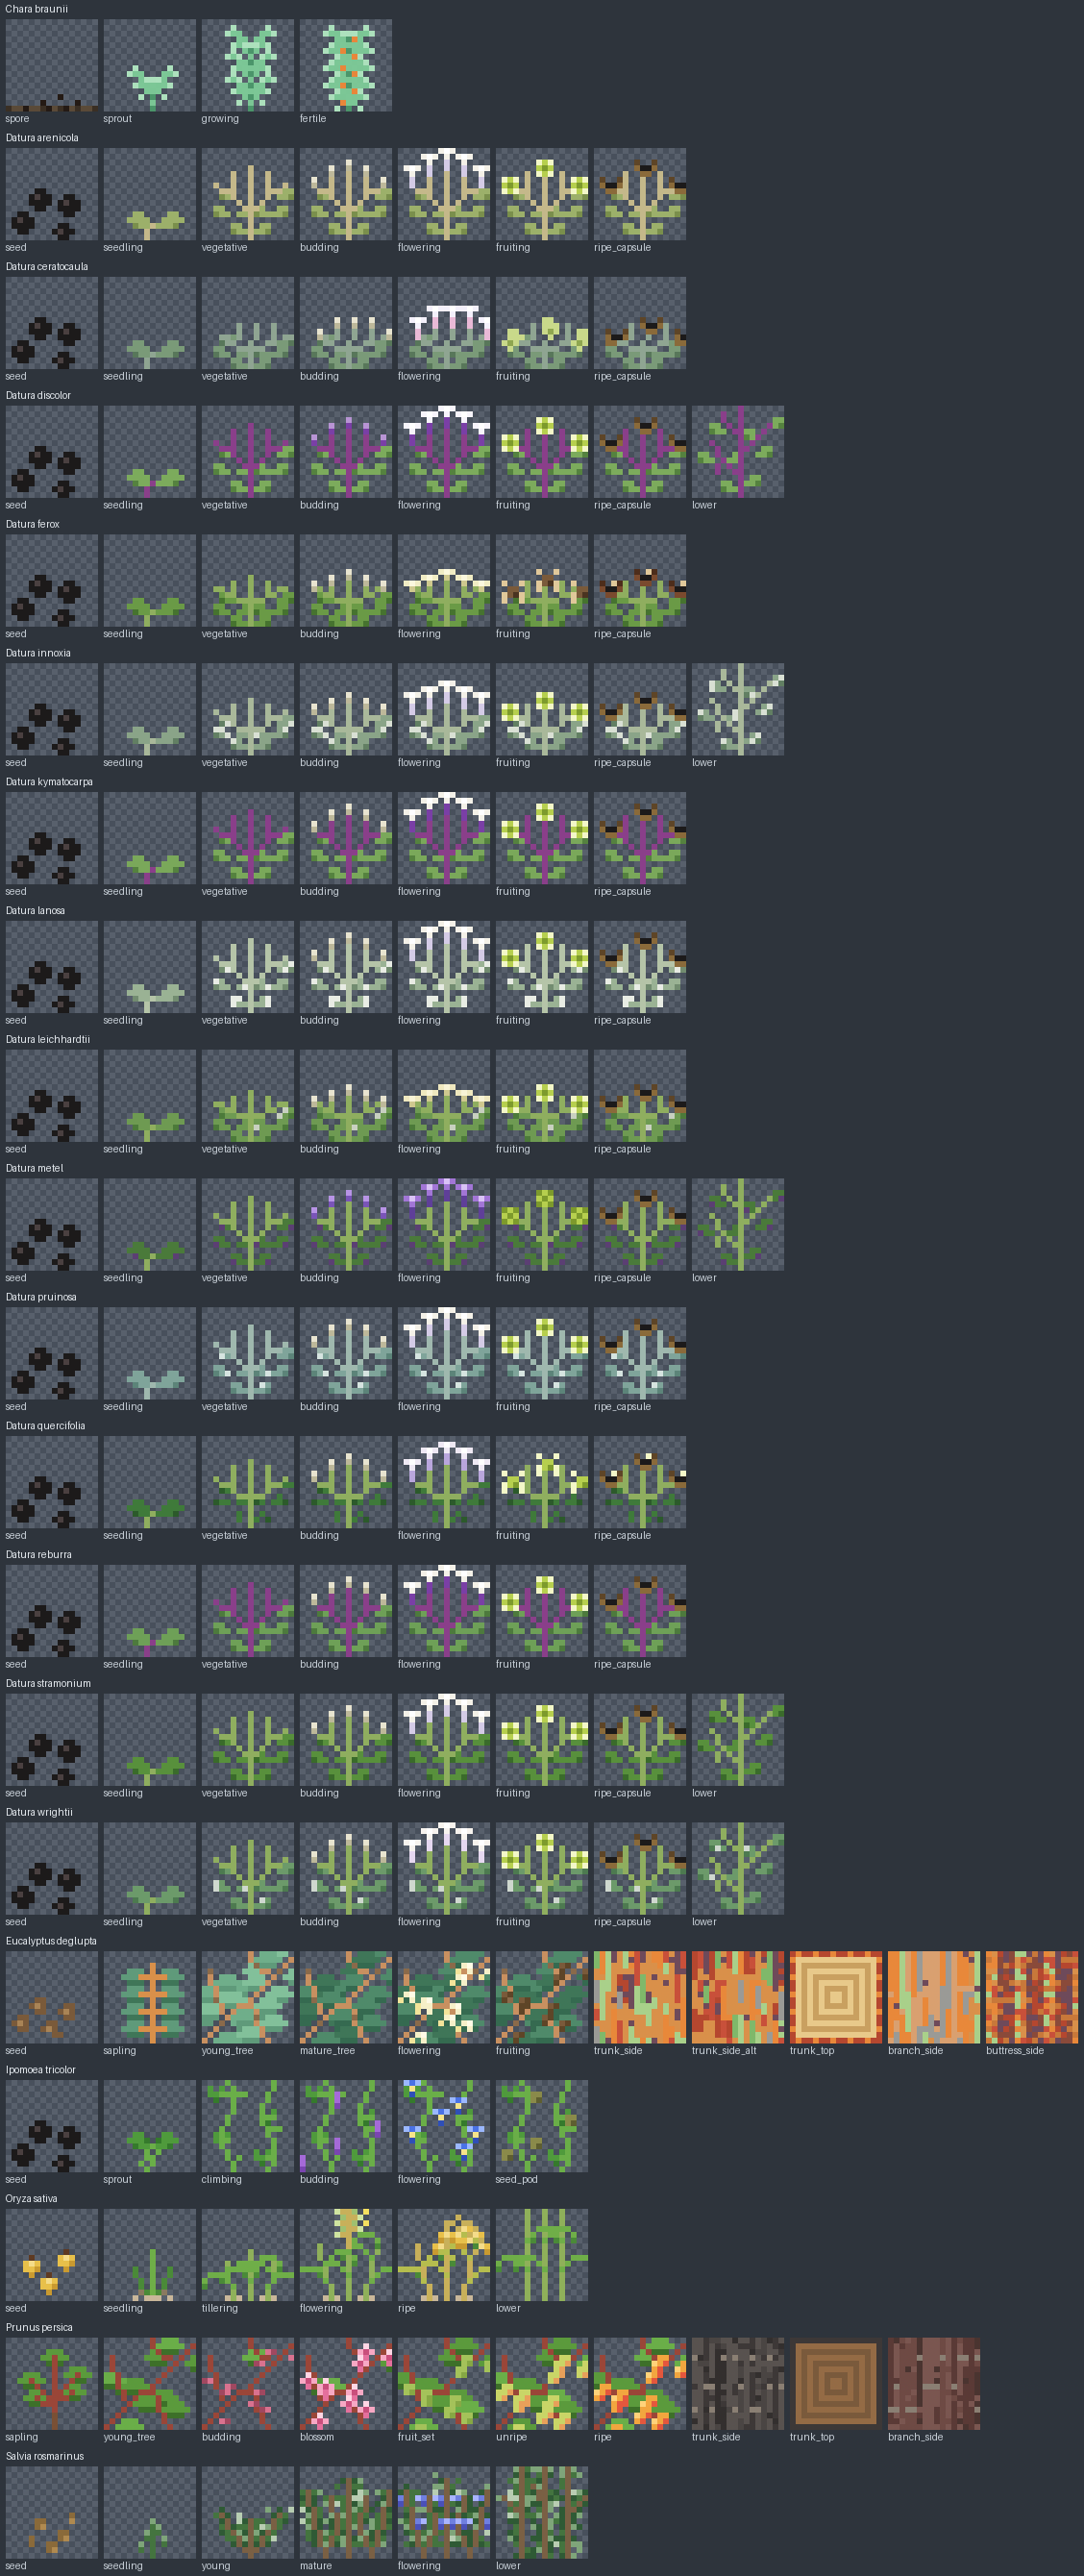 Chara braunii
spore sprout growing fertile
Datura arenicola
seed seedling vegetative budding flowering fruiting ripe_capsule
Datura ceratocaula
seed seedling vegetative budding flowering fruiting ripe_capsule
Datura discolor
seed seedling vegetative budding flowering fruiting ripe_capsule lower
Datura ferox
seed seedling vegetative budding flowering fruiting ripe_capsule
Datura innoxia
seed seedling vegetative budding flowering fruiting ripe_capsule lower
Datura kymatocarpa
seed seedling vegetative budding flowering fruiting ripe_capsule
Datura lanosa
seed seedling vegetative budding flowering fruiting ripe_capsule
Datura leichhardtii
seed seedling vegetative budding flowering fruiting ripe_capsule
Datura metel
seed seedling vegetative budding flowering fruiting ripe_capsule lower
Datura pruinosa
seed seedling vegetative budding flowering fruiting ripe_capsule
Datura quercifolia
seed seedling vegetative budding flowering fruiting ripe_capsule
Datura reburra
seed seedling vegetative budding flowering fruiting ripe_capsule
Datura stramonium
seed seedling vegetative budding flowering fruiting ripe_capsule lower
Datura wrightii
seed seedling vegetative budding flowering fruiting ripe_capsule lower
Eucalyptus deglupta
seed sapling young_tree mature_tree flowering fruiting trunk_side trunk_side_alt trunk_top branch_side buttress_side
Ipomoea tricolor
seed sprout climbing budding flowering seed_pod
Oryza sativa
seed seedling tillering flowering ripe lower
Prunus persica
sapling young_tree budding blossom fruit_set unripe ripe trunk_side trunk_top branch_side
Salvia rosmarinus
seed seedling young mature flowering lower